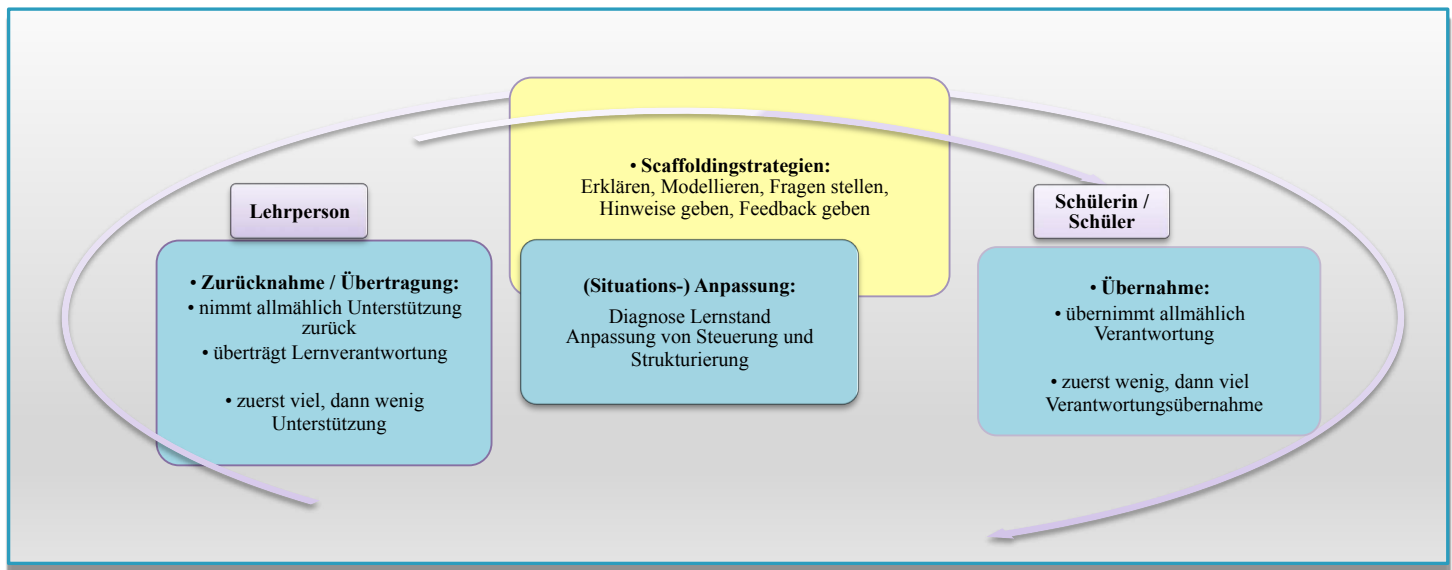 • Scaffoldingstrategien:
Erklären, Modellieren, Fragen stellen,
Hinweise geben, Feedback geben
Lehrperson
• Zurücknahme / Übertragung:
• nimmt allmählich Unterstützung
zurück
• überträgt Lernverantwortung
• zuerst viel, dann wenig
Unterstützung
(Situations-) Anpassung:
Diagnose Lernstand
Anpassung von Steuerung und
Strukturierung
Schülerin /
Schüler
• Übernahme:
• übernimmt allmählich
Verantwortung
• zuerst wenig, dann viel
Verantwortungsübernahme